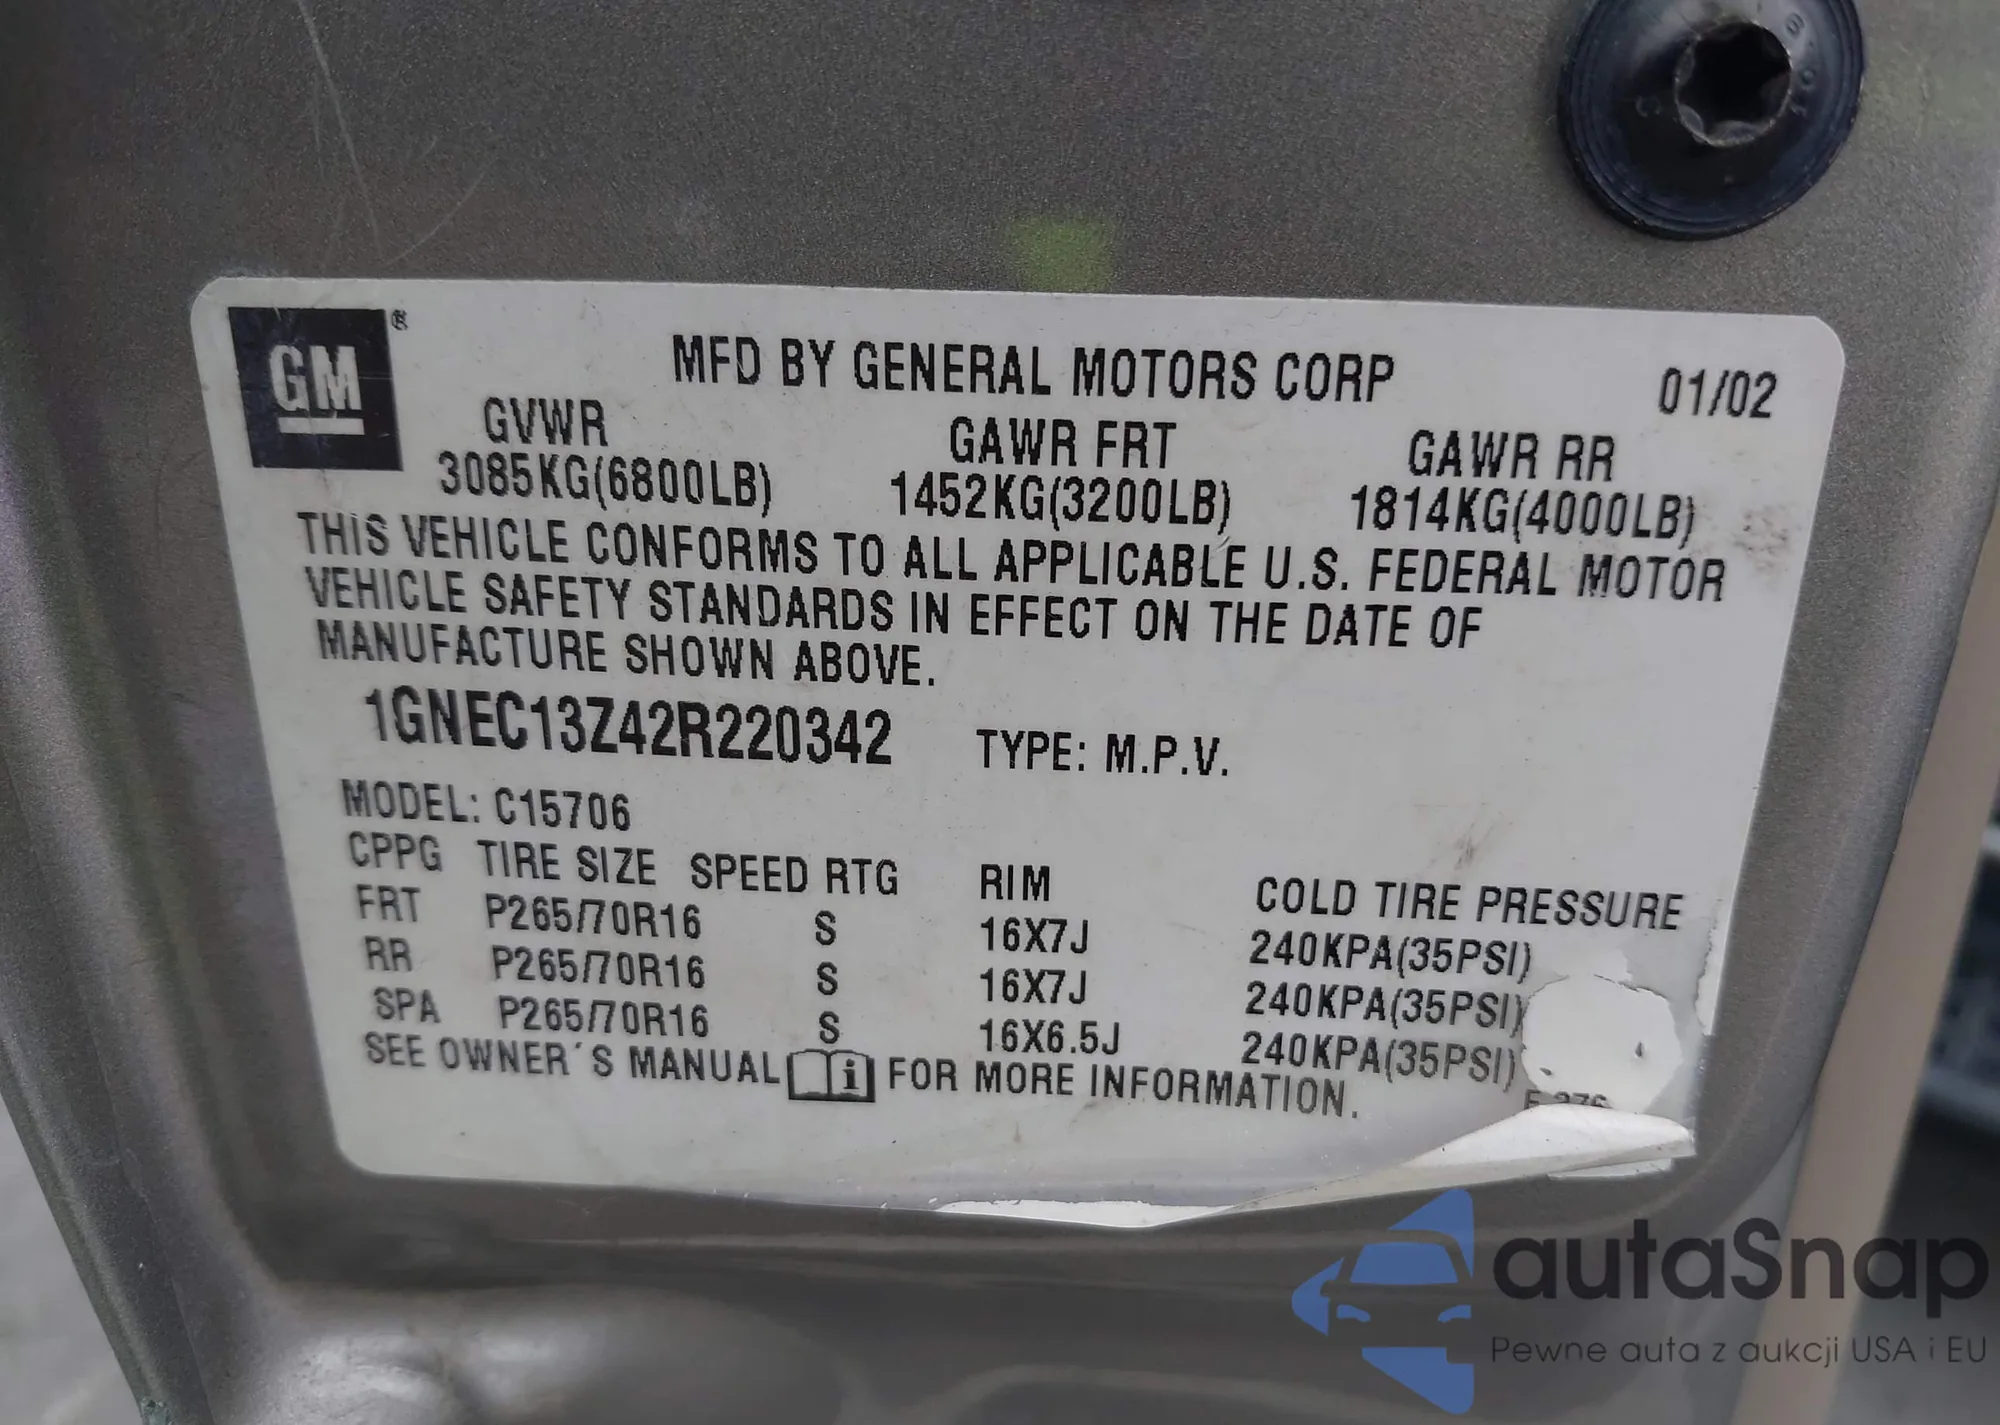 GM®
MFD BY GENERAL MOTORS CORP 01/02
GVWR GAWR FRT GAWR RR
3085KG(6800LB) 1452KG(3200LB) 1814KG(4000LB)
THIS VEHICLE CONFORMS TO ALL APPLICABLE U.S. FEDERAL MOTOR
VEHICLE SAFETY STANDARDS IN EFFECT ON THE DATE OF
MANUFACTURE SHOWN ABOVE.
1GNEC13Z42R220342 TYPE: M.P.V.
MODEL: C15706
CPPG TIRE SIZE SPEED RTG RIM COLD TIRE PRESSURE
FRT P265/70R16 S 16X7J 240KPA(35PSI)
RR P265/70R16 S 16X7J 240KPA(35PSI)
SPA P265/70R16 S 16X6.5J 240KPA(35PSI)
SEE OWNER´S MANUAL i FOR MORE INFORMATION.
autaSnap
Pewne auta z aukcji USA i EU